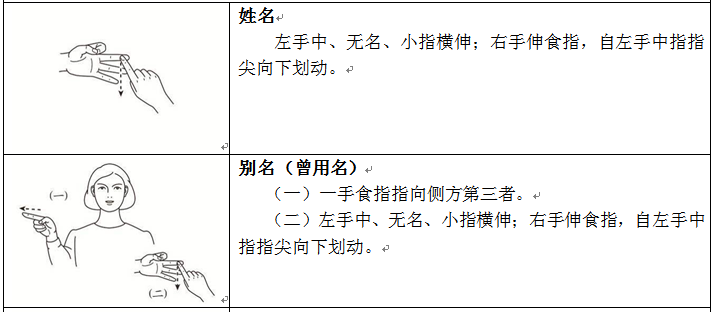 姓名
左手中、无名、小指横伸；右手伸食指，自左手中指指
尖向下划动。
别名（曾用名）
（一）
（一）一手食指指向侧方第三者。
（二）左手中、无名、小指横伸；右手伸食指，自左手中
指指尖向下划动。
（二）